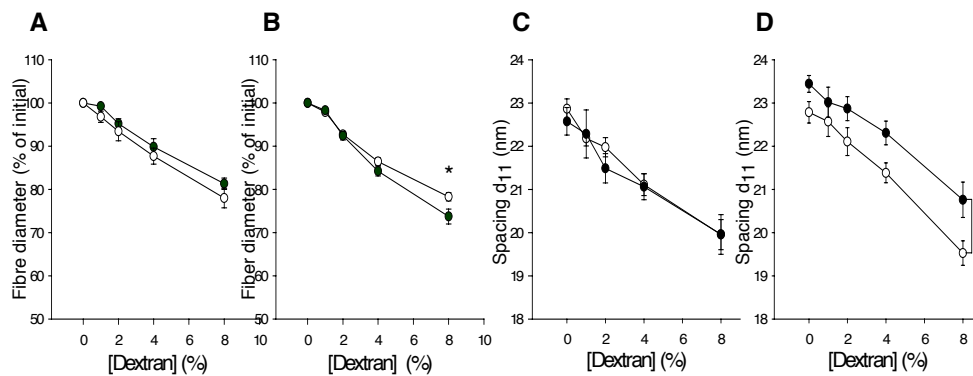 A
B
C
D
110
100
90
80
70
60
50
0 2 4 6 8 10
Fibre diameter (% of initial)
[Dextran] (%)
110
100
90
80
70
60
50
0 2 4 6 8 10
Fiber diameter (% of initial)
[Dextran] (%)
*
24
23
22
21
20
19
18
0 2 4 6 8
Spacing d11 (nm)
[Dextran] (%)
24
23
22
21
20
19
18
0 2 4 6 8
Spacing d11 (nm)
[Dextran] (%)